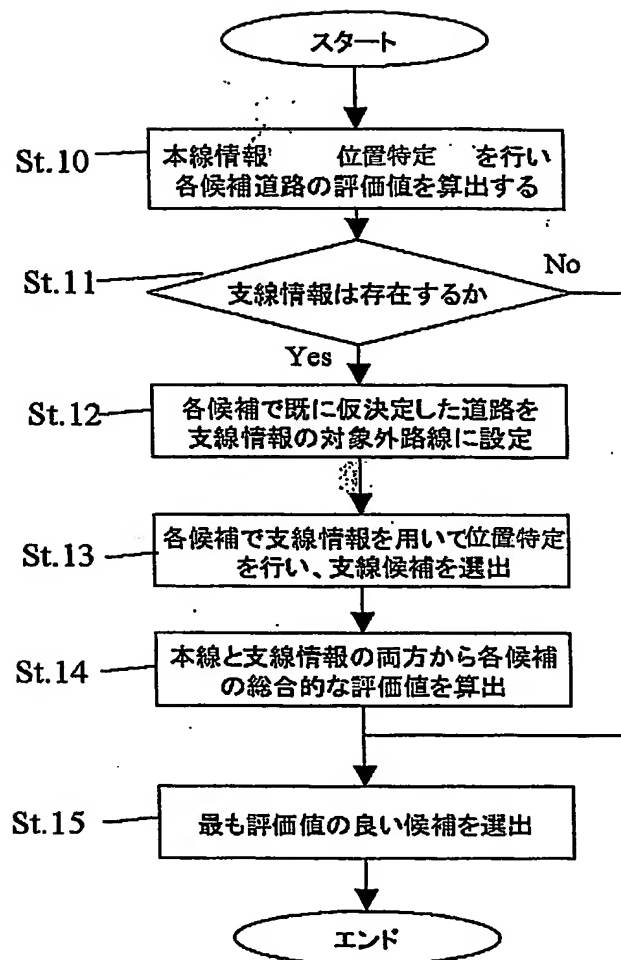 スタート
St.10
本線情報 位置特定 を行い
各候補道路の評価値を算出する
St.11
支線情報は存在するか
No
Yes
St.12
各候補で既に仮決定した道路を
支線情報の対象外路線に設定
St.13
各候補で支線情報を用いて位置特定
を行い、支線候補を選出
St.14
本線と支線情報の両方から各候補
の総合的な評価値を算出
St.15
最も評価値の良い候補を選出
エンド